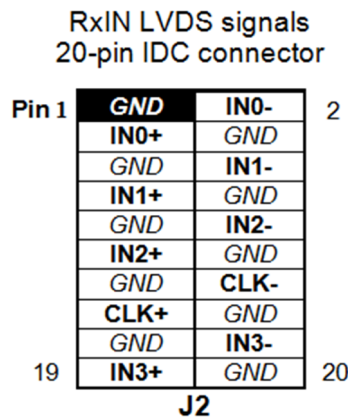 RxIN LVDS signals
20-pin IDC connector
Pin 1 GND IN0- 2
IN0+ GND
GND IN1-
IN1+ GND
GND IN2-
IN2+ GND
GND CLK-
CLK+ GND
GND IN3-
19 IN3+ GND 20
J2